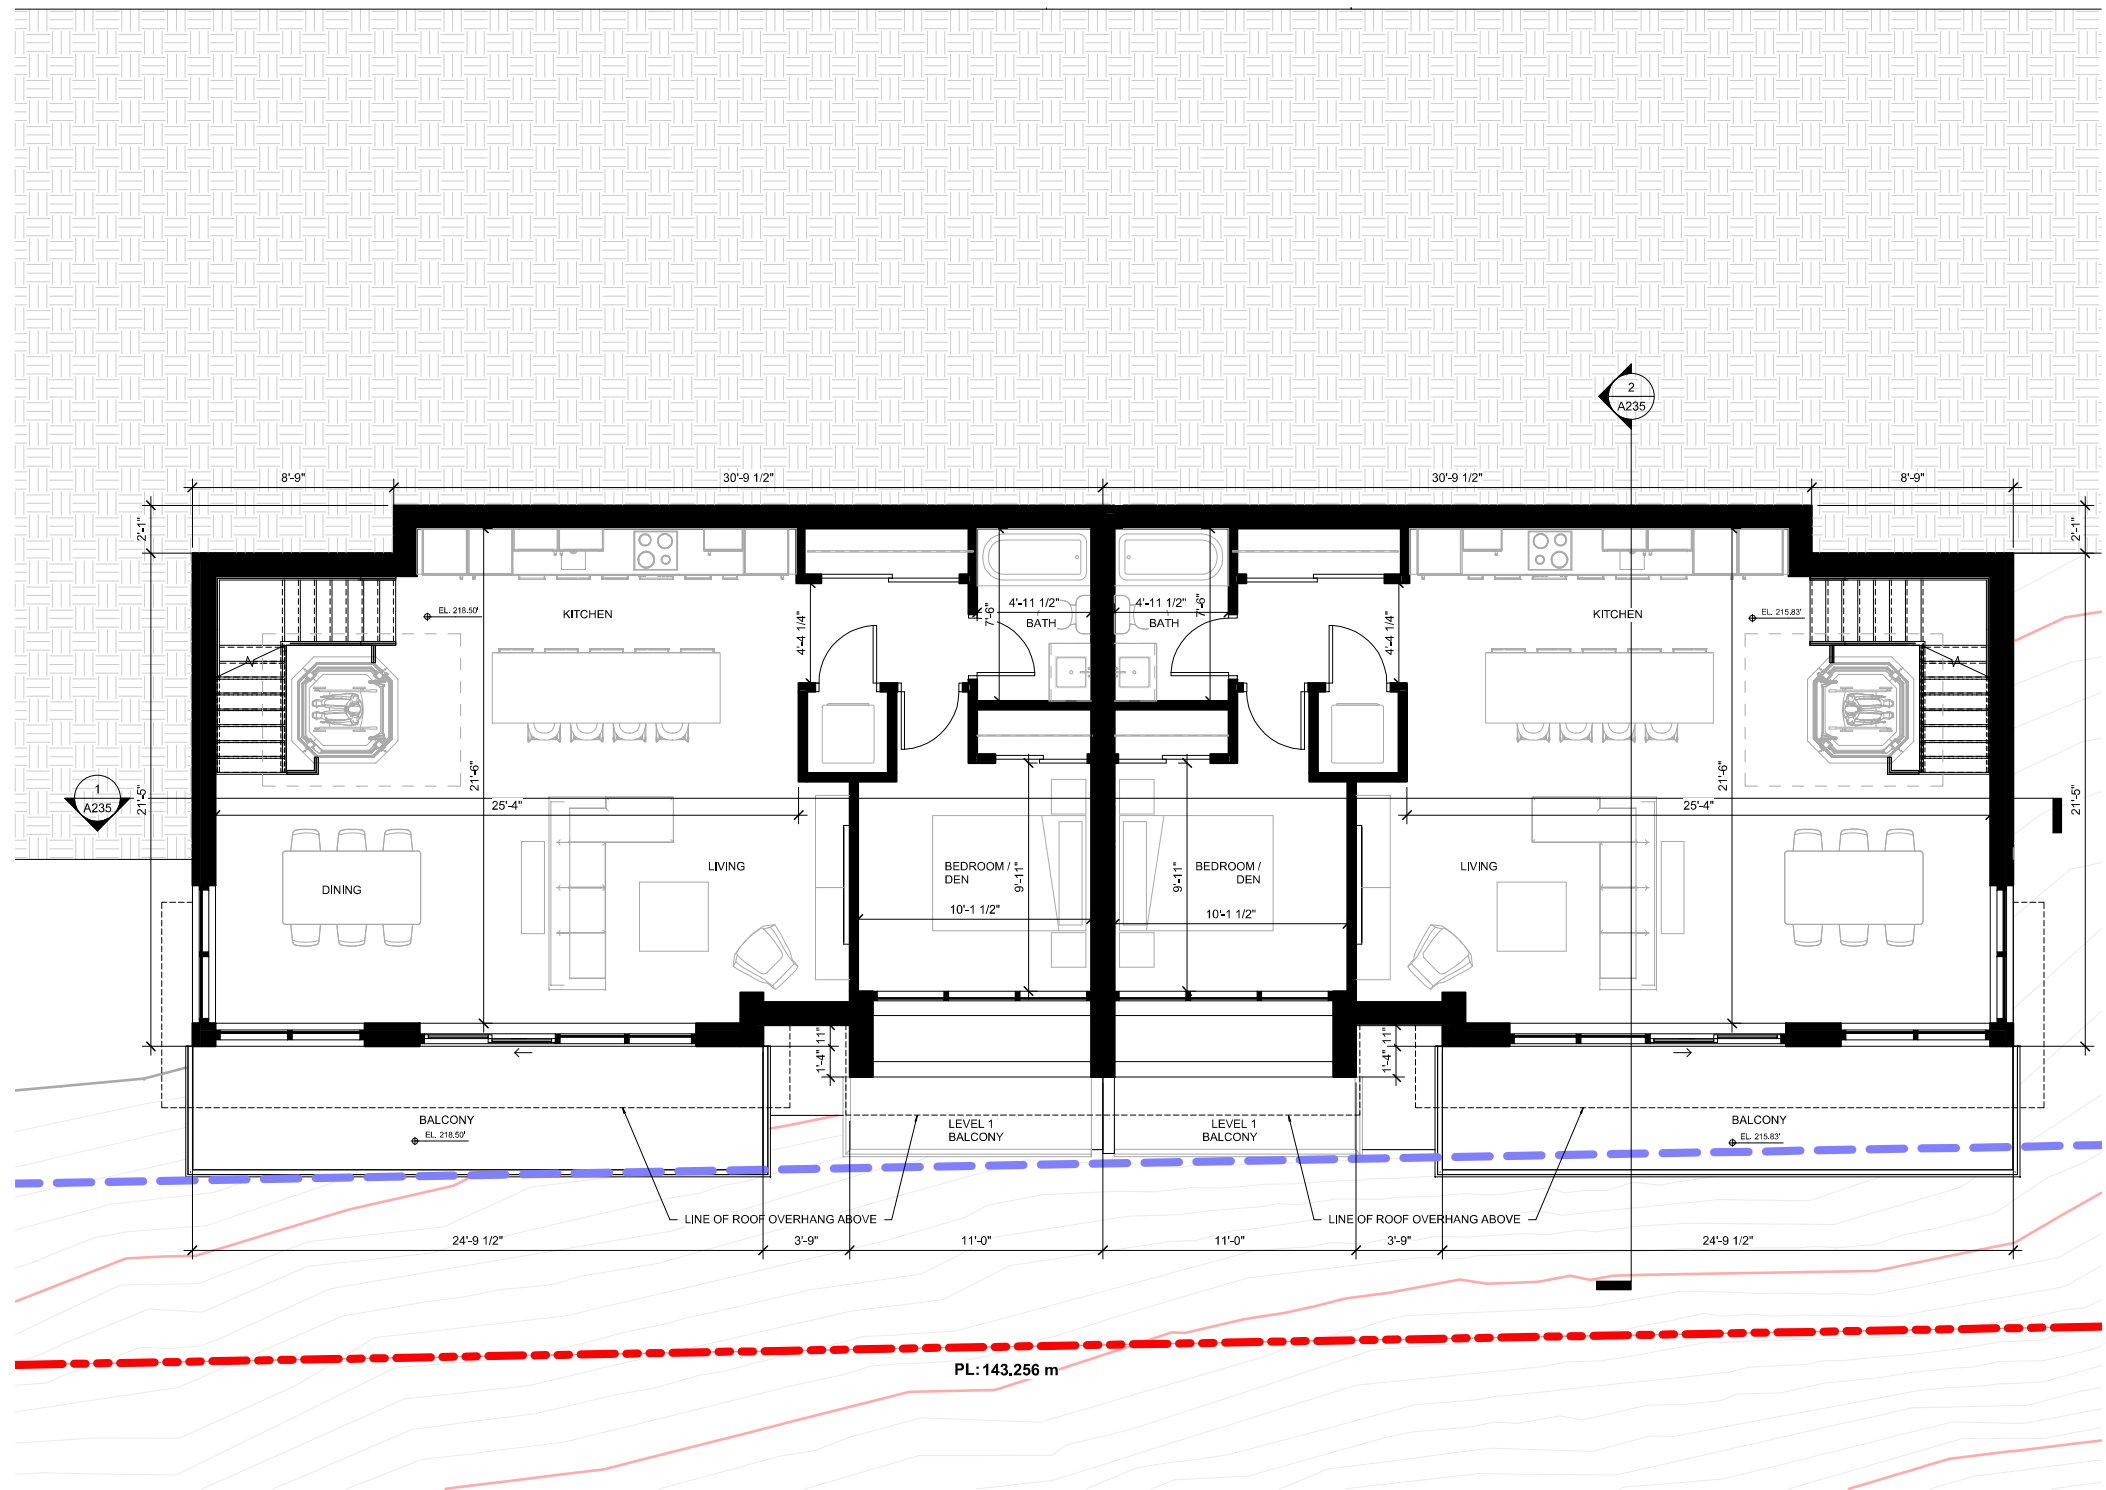 2
A235
8'-9"
30'-9 1/2"
30'-9 1/2"
8'-9"
2'-1"
2'-1"
EL. 218.50'
KITCHEN
4'-4 1/4"
7'-6"
4'-11 1/2"
BATH
4'-11 1/2"
BATH
7'-6"
4'-4 1/4"
KITCHEN
EL. 215.83'
1
A235
21'-5"
25'-4"
21'-6"
21'-6"
25'-4"
21'-5"
DINING
LIVING
BEDROOM /
DEN
9'-11"
10'-1 1/2"
9'-11"
BEDROOM /
DEN
10'-1 1/2"
LIVING
11"
1'-4"
11"
1'-4"
BALCONY
EL. 218.50'
LEVEL 1
BALCONY
LEVEL 1
BALCONY
BALCONY
EL. 215.83'
LINE OF ROOF OVERHANG ABOVE
LINE OF ROOF OVERHANG ABOVE
24'-9 1/2"
3'-9"
11'-0"
11'-0"
3'-9"
24'-9 1/2"
PL: 143.256 m